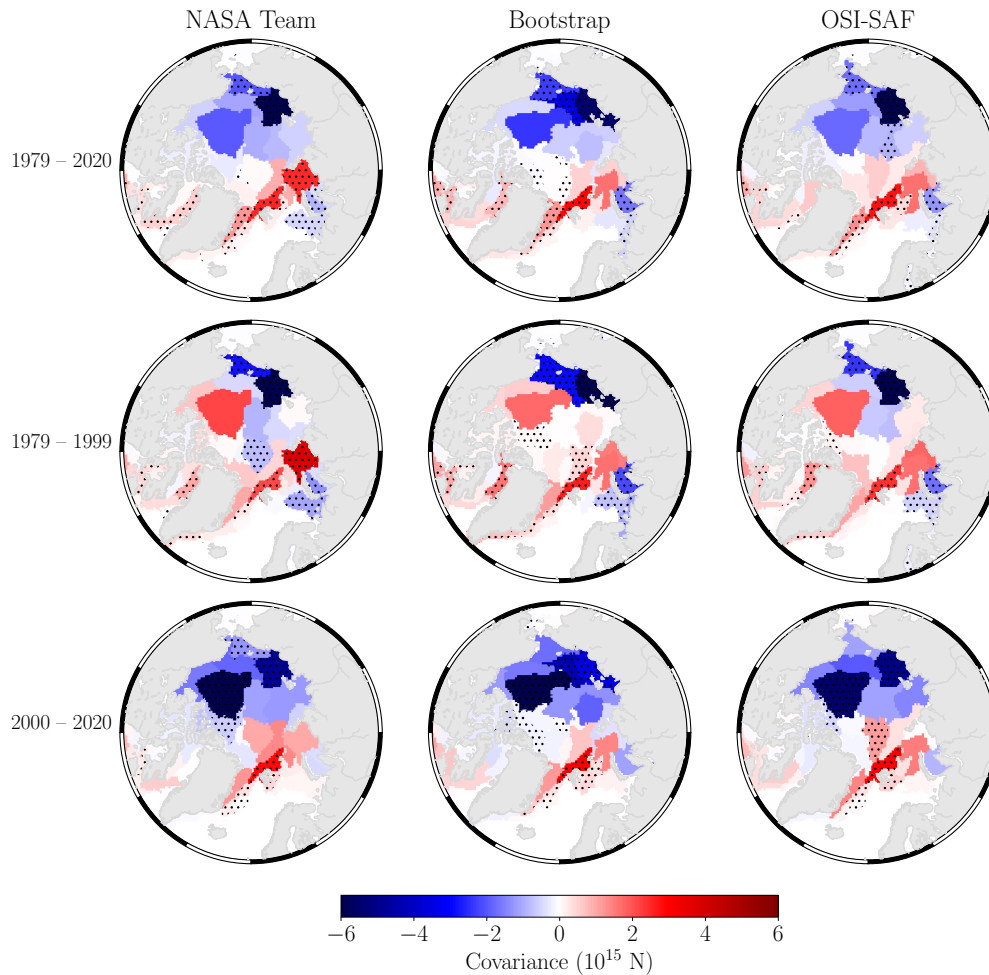 NASA Team Bootstrap OSI-SAF
1979 – 2020
1979 – 1999
2000 – 2020
−6 −4 −2 0 2 4 6
Covariance (10¹⁵ N)